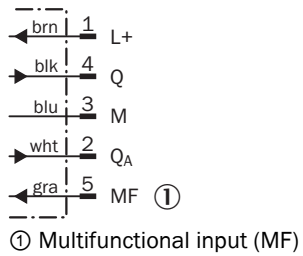 brn 1 L+
blk 4 Q
blu 3 M
wht 2 QA
gra 5 MF ①
① Multifunctional input (MF)